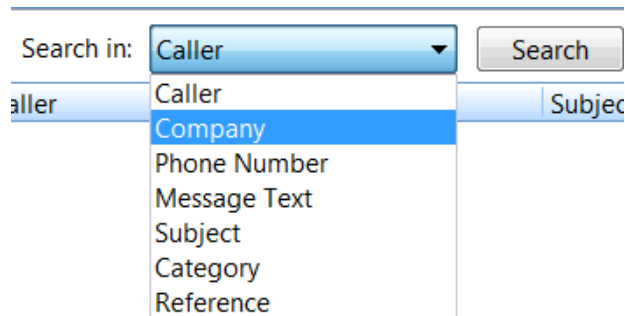 Search in: Caller Search
aller Caller Subjec
Company
Phone Number
Message Text
Subject
Category
Reference